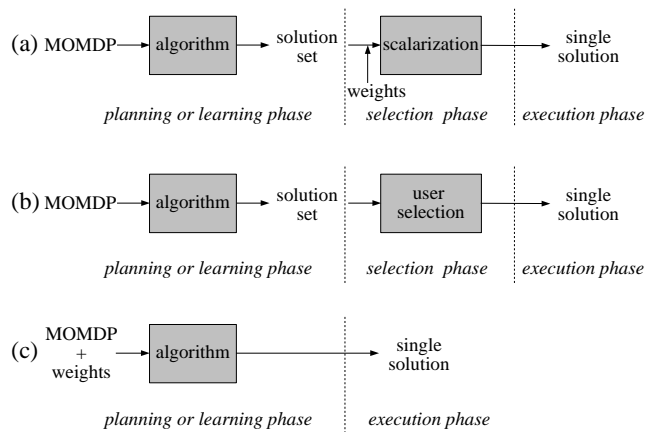 (a) MOMDP algorithm solution set scalarization single solution
weights
planning or learning phase selection phase execution phase
(b) MOMDP algorithm solution set user selection single solution
planning or learning phase selection phase execution phase
(c) MOMDP + weights algorithm single solution
planning or learning phase execution phase